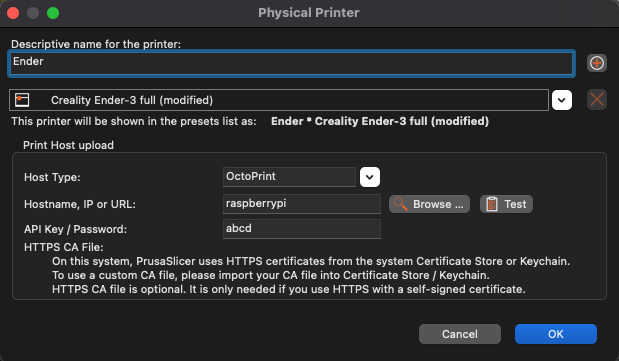 Physical Printer
Descriptive name for the printer:
Ender
Creality Ender-3 full (modified)
This printer will be shown in the presets list as: Ender * Creality Ender-3 full (modified)
Print Host upload
Host Type: OctoPrint
Hostname, IP or URL: raspberrypi Browse ... Test
API Key / Password: abcd
HTTPS CA File:
On this system, PrusaSlicer uses HTTPS certificates from the system Certificate Store or Keychain.
To use a custom CA file, please import your CA file into Certificate Store / Keychain.
HTTPS CA file is optional. It is only needed if you use HTTPS with a self-signed certificate.
Cancel OK